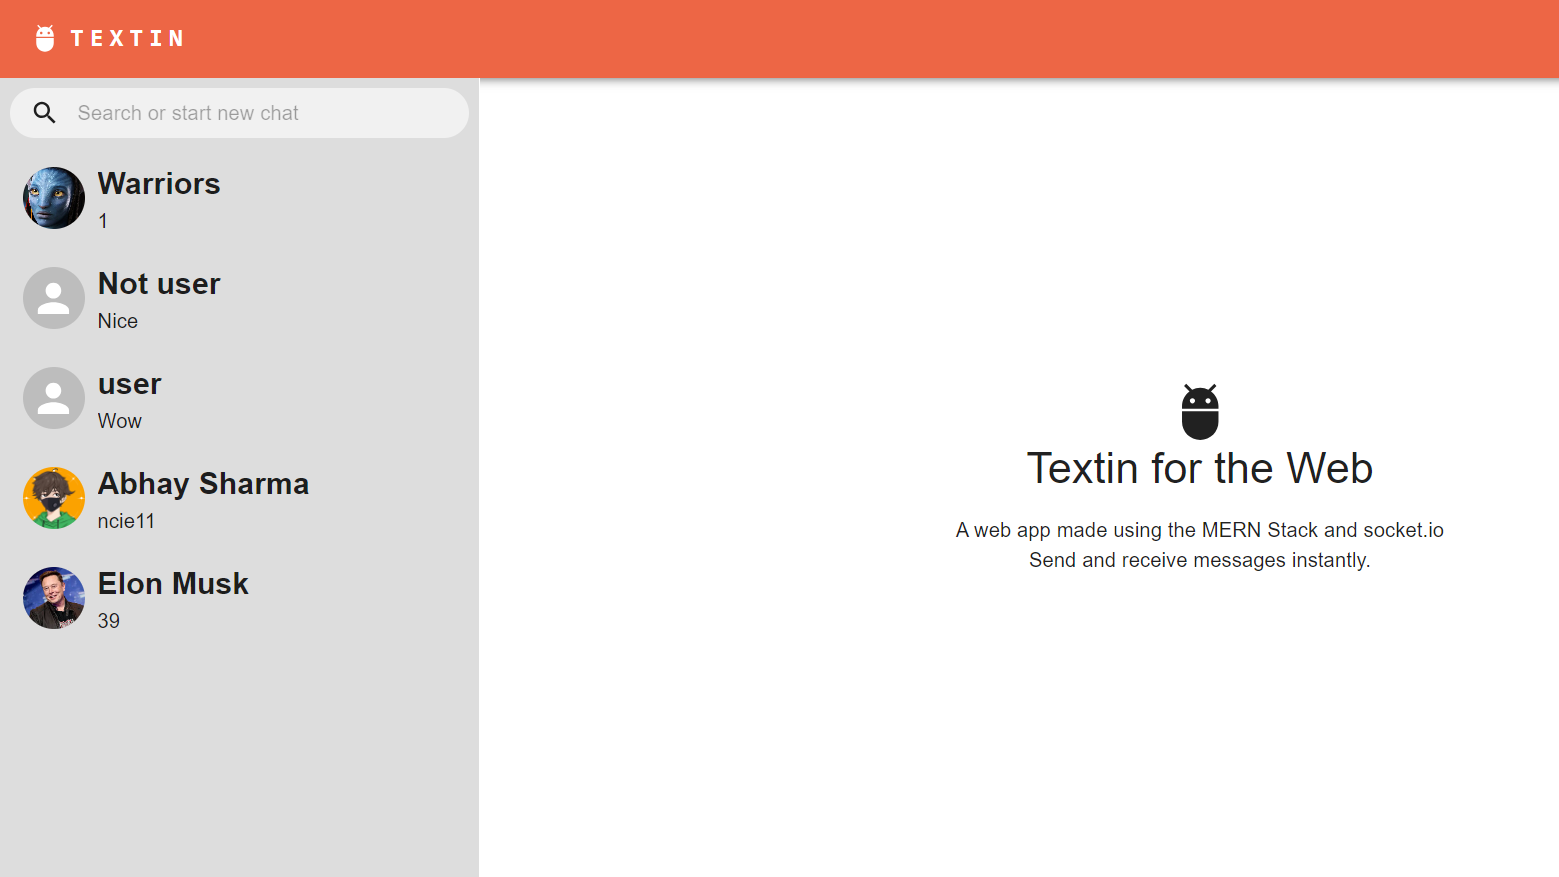 TEXTIN
Search or start new chat
Warriors
1
Not user
Nice
user
Wow
Abhay Sharma
ncie11
Elon Musk
39
Textin for the Web
A web app made using the MERN Stack and socket.io
Send and receive messages instantly.